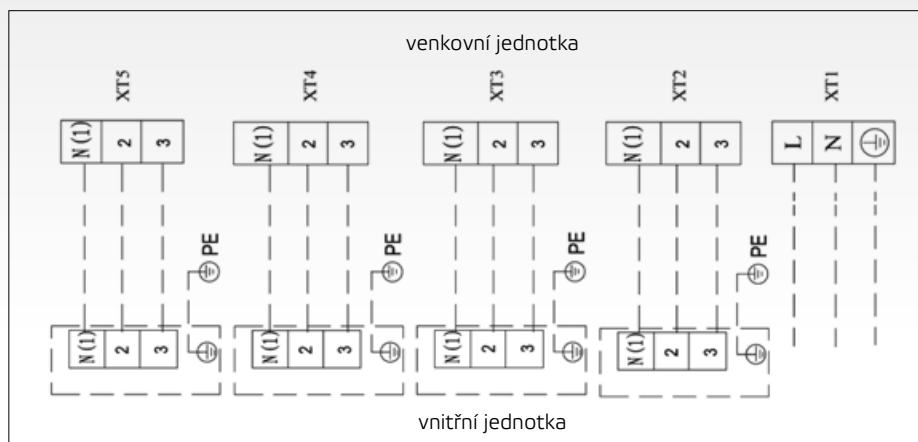 venkovní jednotka
XT5 XT4 XT3 XT2 XT1
N(1) 2 3 N(1) 2 3 N(1) 2 3 N(1) 2 3 L N
PE PE PE PE
N(1) 2 3 N(1) 2 3 N(1) 2 3 N(1) 2 3
vnitřní jednotka